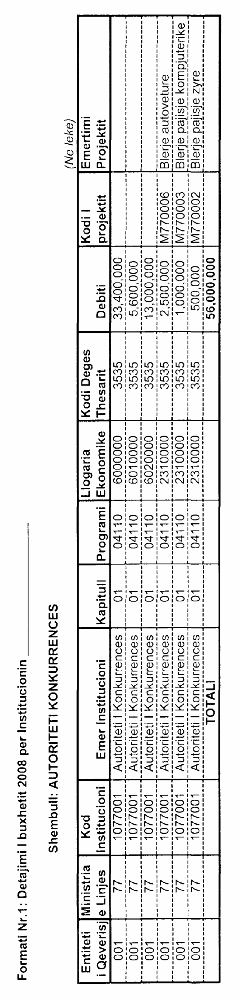 Formati Nr.1: Detajimi I buxhetit 2008 per Institucionin ____________
Shembull: AUTORITETI KONKURRENCES
(Ne leke)
Entiteti i Qeverisj	Ministria e Linjes	Kod Institucioni	Emer Institucioni	Kapitull	Programi	Llogaria Ekonomike	Kodi Deges Thesarit	Debiti	Kodi I projektit	Emertimi Projektit
001	77	1077001	Autoriteti I Konkurrences	01	04110	6000000	3535	33,400,000
001	77	1077001	Autoriteti I Konkurrences	01	04110	6010000	3535	5,600,000
001	77	1077001	Autoriteti I Konkurrences	01	04110	6020000	3535	13,000,000
001	77	1077001	Autoriteti I Konkurrences	01	04110	2310000	3535	2,500,000	M770006	Blerje autoveture
001	77	1077001	Autoriteti I Konkurrences	01	04110	2310000	3535	1,000,000	M770003	Blerje pajisje kompjuterike
001	77	1077001	Autoriteti I Konkurrences	01	04110	2310000	3535	500,000	M770002	Blerje pajisje zyre
TOTALI	56,000,000